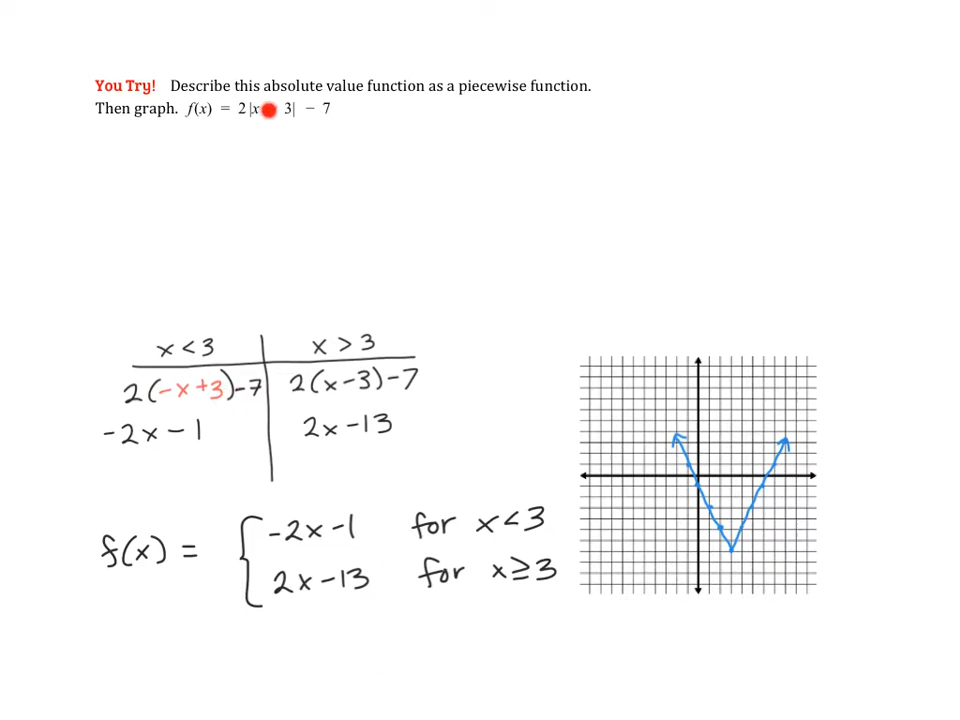 You Try! Describe this absolute value function as a piecewise function.
Then graph. f(x) = 2|x 3| − 7
x < 3 x > 3
2(-x+3)-7 2(x-3)-7
-2x-1 2x-13
f(x) = { -2x-1 for x<3
2x-13 for x≥3